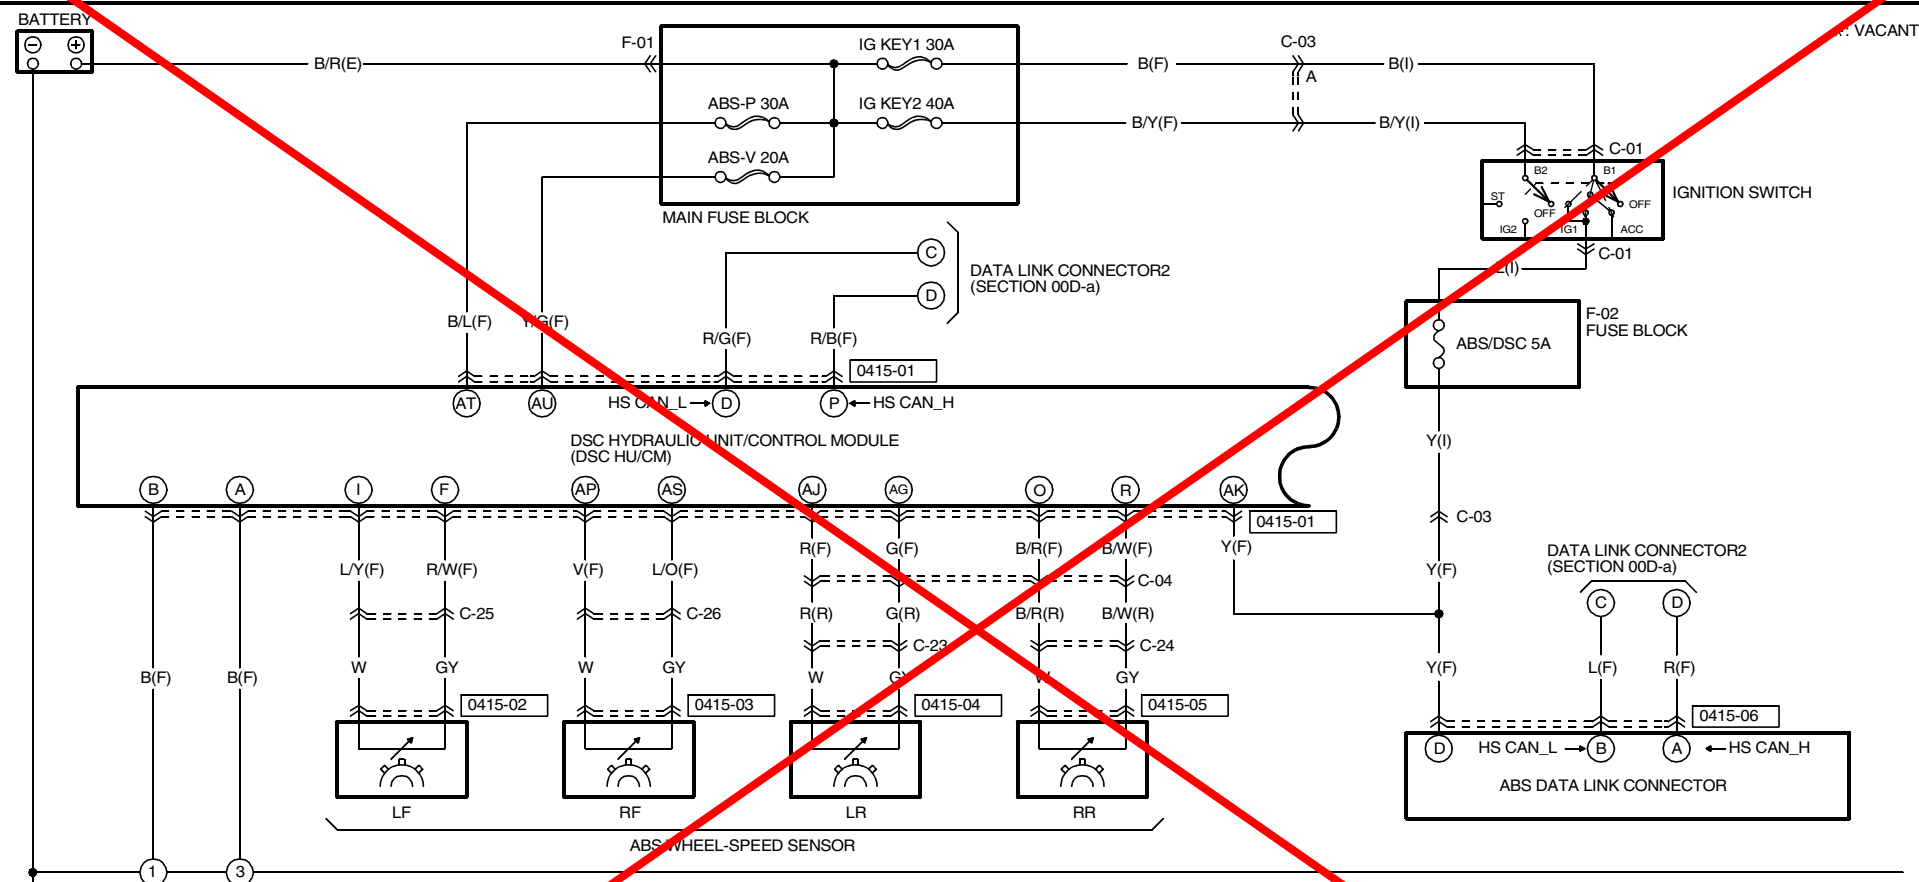 BATTERY
: VACANT
F-01
IG KEY1 30A
C-03
B/R(E)
B(F)
B(I)
A
ABS-P 30A
IG KEY2 40A
B/Y(F)
B/Y(I)
C-01
ABS-V 20A
B2
B1
IGNITION SWITCH
ST
OFF
OFF
MAIN FUSE BLOCK
IG2
IG1
ACC
C
C-01
DATA LINK CONNECTOR2
(SECTION 00D-a)
L(I)
D
F-02
FUSE BLOCK
B/L(F)
Y/G(F)
R/G(F)
R/B(F)
ABS/DSC 5A
0415-01
AT
AU
HS CAN_L
D
P
HS CAN_H
DSC HYDRAULIC UNIT/CONTROL MODULE
(DSC HU/CM)
Y(I)
B
A
I
F
AP
AS
AJ
AG
O
R
AK
0415-01
C-03
R(F)
G(F)
B/R(F)
B/W(F)
Y(F)
DATA LINK CONNECTOR2
(SECTION 00D-a)
L/Y(F)
R/W(F)
V(F)
L/O(F)
C-04
Y(F)
C
D
C-25
C-26
R(R)
G(R)
B/R(R)
B/W(R)
C-23
C-24
B(F)
B(F)
W
GY
W
GY
W
GY
W
GY
Y(F)
L(F)
R(F)
0415-02
0415-03
0415-04
0415-05
0415-06
D
HS CAN_L
B
A
HS CAN_H
ABS DATA LINK CONNECTOR
LF
RF
LR
RR
ABS WHEEL-SPEED SENSOR
1
3